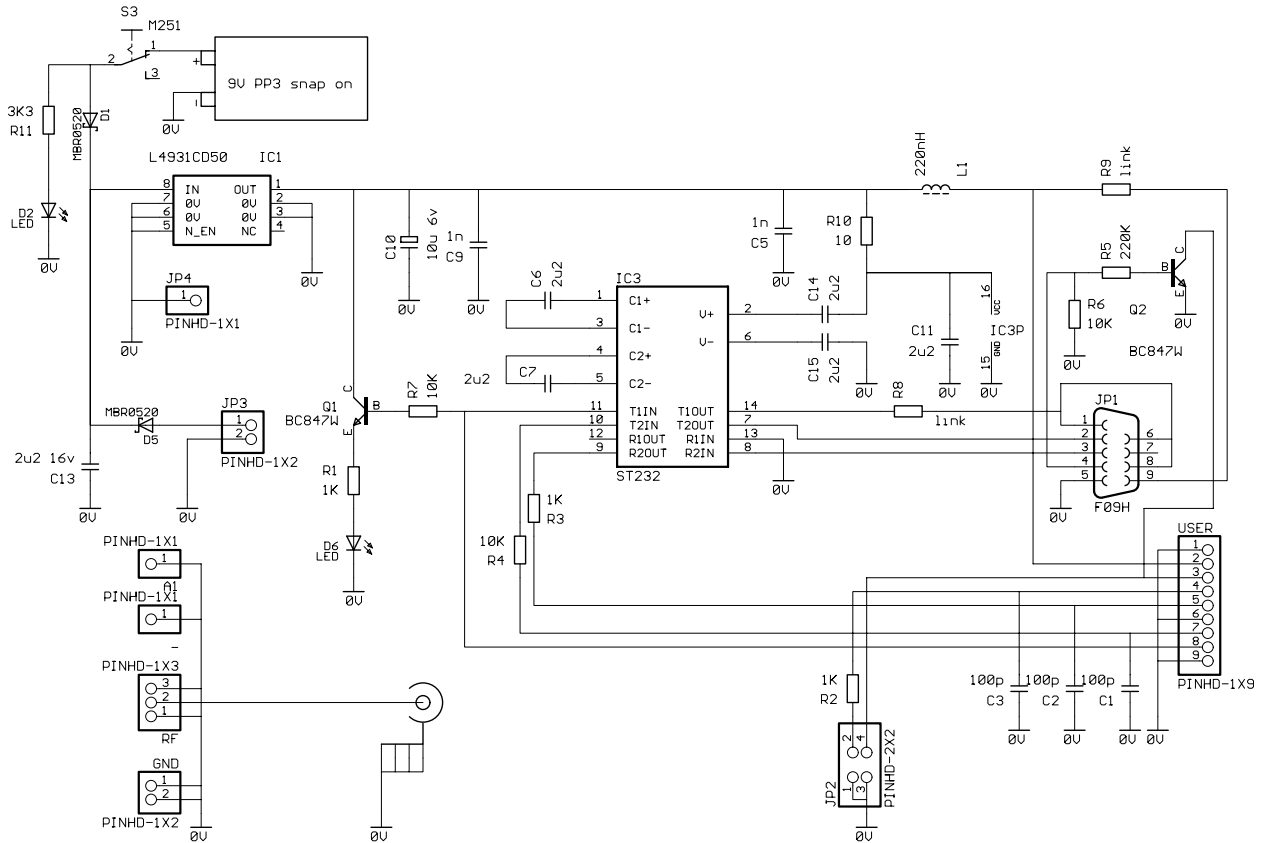 S3
M251
2
1
3
+
-
9V PP3 snap on
0V
3K3
R11
MBR0520
D1
L4931CD50
IC1
8
IN
OUT
1
7
0V
0V
2
6
0V
0V
3
5
N_EN
NC
4
D2
LED
0V
0V
JP4
1
PINHD-1X1
0V
C10
10u 6v
0V
1n
C9
0V
1n
C5
0V
220nH
L1
R10
10
R9
link
R5
220K
B
C
E
Q2
BC847W
0V
R6
10K
0V
C6
2u2
2u2
C7
IC3
1
C1+
3
C1-
4
C2+
5
C2-
11
T1IN
10
T2IN
12
R1OUT
9
R2OUT
V+
2
V-
6
T1OUT
14
T2OUT
7
R1IN
13
R2IN
8
ST232
0V
C14
2u2
C15
2u2
0V
C11
2u2
0V
16
VCC
IC3P
15
GND
0V
R8
link
JP1
1
2
3
4
5
6
7
8
9
F09H
0V
MBR0520
D5
JP3
1
2
PINHD-1X2
2u2 16v
C13
0V
0V
Q1
BC847W
C
B
E
R7
10K
R1
1K
D6
LED
0V
1K
R3
10K
R4
USER
1
2
3
4
5
6
7
8
9
PINHD-1X9
PINHD-1X1
1
A1
PINHD-1X1
1
-
PINHD-1X3
3
2
1
RF
GND
1
2
PINHD-1X2
0V
0V
1K
R2
2
4
1
3
JP2
PINHD-2X2
0V
100p
C3
0V
100p
C2
0V
100p
C1
0V
0V